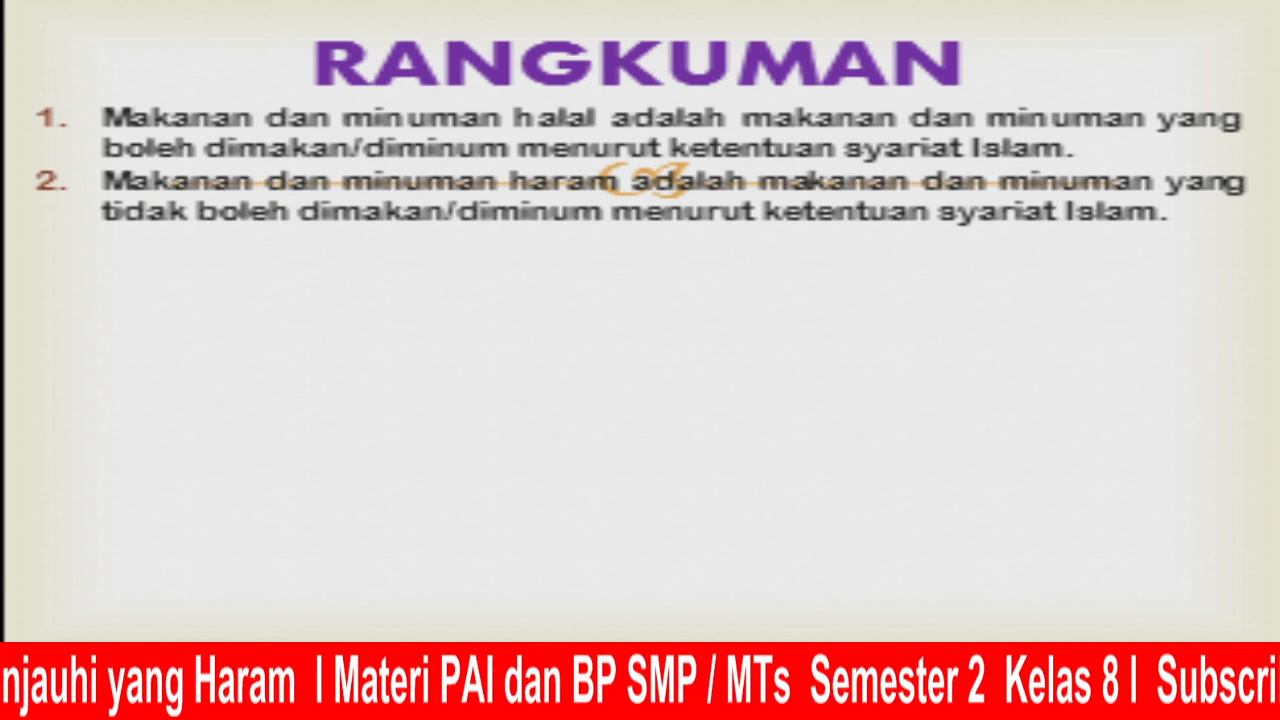 RANGKUMAN
1. Makanan dan minuman halal adalah makanan dan minuman yang
boleh dimakan/diminum menurut ketentuan syariat Islam.
2. Makanan dan minuman haram adalah makanan dan minuman yang
tidak boleh dimakan/diminum menurut ketentuan syariat Islam.
njauhi yang Haram l Materi PAI dan BP SMP / MTs Semester 2 Kelas 8 l Subscri